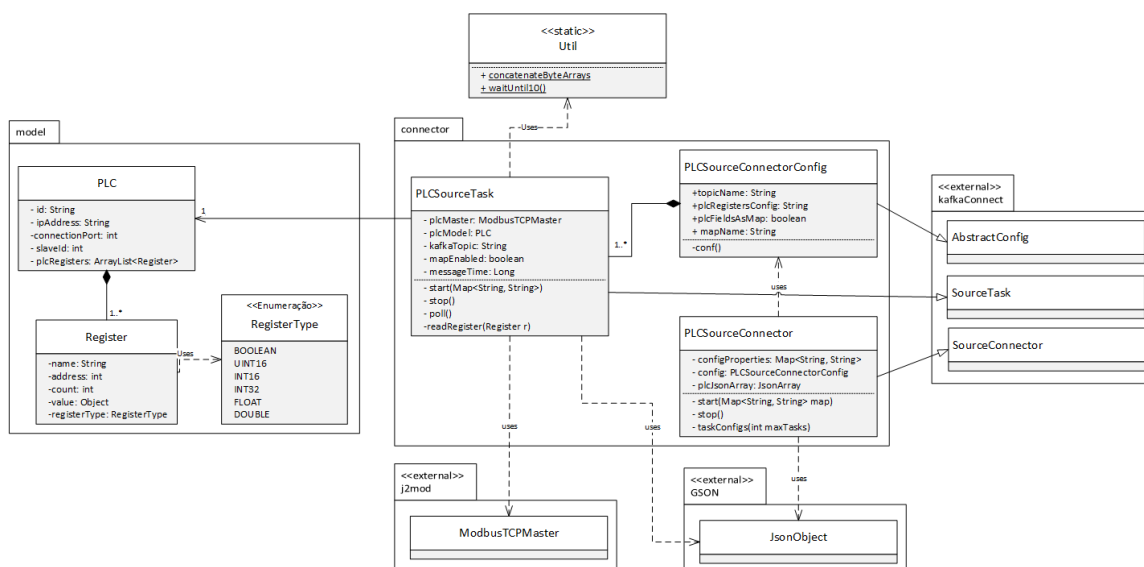 <<static>>
Util
+ concatenateByteArrays
+ waitUntil10()
Uses
model
PLC
- id: String
- ipAddress: String
-connectionPort: int
- slaveId: int
- plcRegisters: ArrayList<Register>
1
1..*
Register
-name: String
-address: int
-count: int
-value: Object
-registerType: RegisterType
Uses
<<Enumeração>>
RegisterType
BOOLEAN
UINT16
INT16
INT32
FLOAT
DOUBLE
connector
PLCSourceTask
- plcMaster: ModbusTCPMaster
- plcModel: PLC
- kafkaTopic: String
- mapEnabled: boolean
- messageTime: Long
- start(Map<String, String>)
- stop()
- poll()
-readRegister(Register r)
1..*
PLCSourceConnectorConfig
+topicName: String
+plcRegistersConfig: String
+plcFieldsAsMap: boolean
+ mapName: String
-conf()
uses
PLCSourceConnector
- configProperties: Map<String, String>
- config: PLCSourceConnectorConfig
- plcJsonArray: JsonArray
- start(Map<String, String> map)
- stop()
- taskConfigs(int maxTasks)
<<external>>
kafkaConnect
AbstractConfig
SourceTask
SourceConnector
uses
uses
uses
<<external>>
j2mod
ModbusTCPMaster
<<external>>
GSON
JsonObject